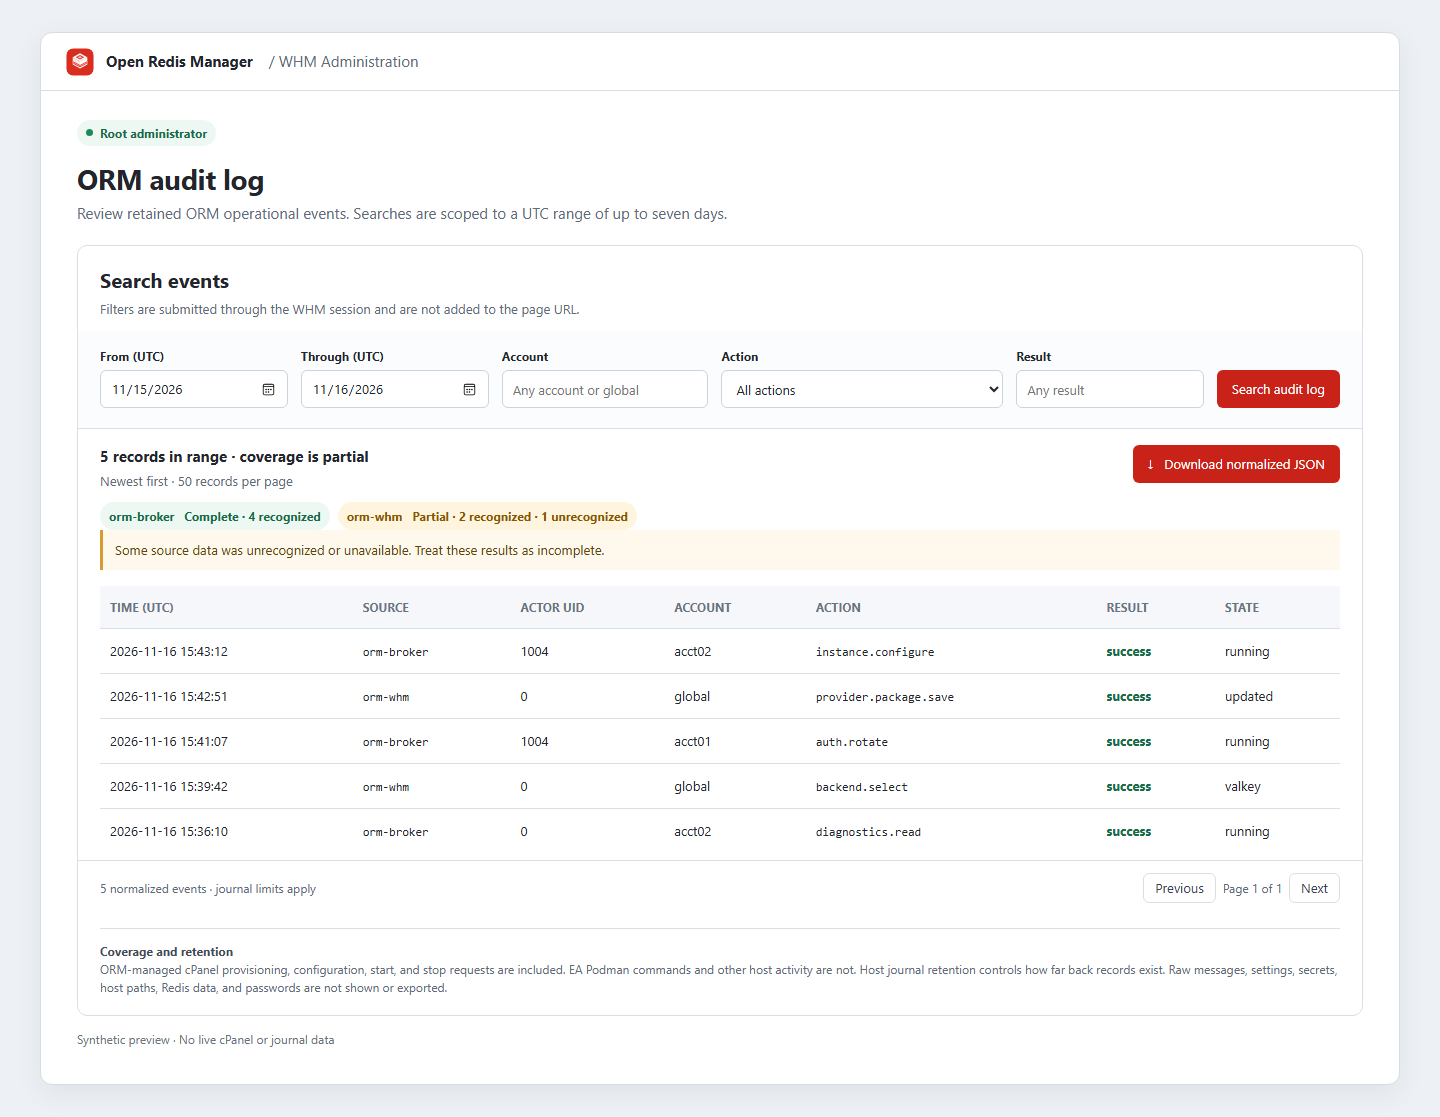 Open Redis Manager / WHM Administration
Root administrator
ORM audit log
Review retained ORM operational events. Searches are scoped to a UTC range of up to seven days.
Search events
Filters are submitted through the WHM session and are not added to the page URL.
From (UTC) Through (UTC) Account Action Result
11/15/2026 11/16/2026 Any account or global All actions Any result Search audit log
5 records in range · coverage is partial
Newest first · 50 records per page
↓ Download normalized JSON
orm-broker Complete · 4 recognized orm-whm Partial · 2 recognized · 1 unrecognized
Some source data was unrecognized or unavailable. Treat these results as incomplete.
TIME (UTC) SOURCE ACTOR UID ACCOUNT ACTION RESULT STATE
2026-11-16 15:43:12 orm-broker 1004 acct02 instance.configure success running
2026-11-16 15:42:51 orm-whm 0 global provider.package.save success updated
2026-11-16 15:41:07 orm-broker 1004 acct01 auth.rotate success running
2026-11-16 15:39:42 orm-whm 0 global backend.select success valkey
2026-11-16 15:36:10 orm-broker 0 acct02 diagnostics.read success running
5 normalized events · journal limits apply
Previous Page 1 of 1 Next
Coverage and retention
ORM-managed cPanel provisioning, configuration, start, and stop requests are included. EA Podman commands and other host activity are not. Host journal retention controls how far back records exist. Raw messages, settings, secrets,
host paths, Redis data, and passwords are not shown or exported.
Synthetic preview · No live cPanel or journal data